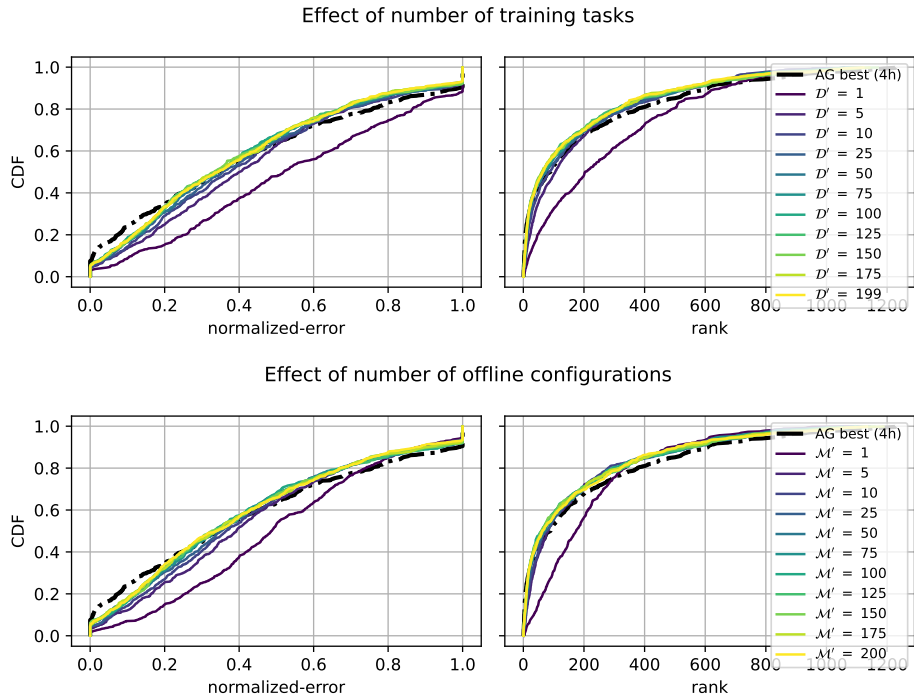 Effect of number of training tasks
CDF
1.0
0.8
0.6
0.4
0.2
0.0
0.0 0.2 0.4 0.6 0.8 1.0
normalized-error
AG best (4h)
𝒟′ = 1
𝒟′ = 5
𝒟′ = 10
𝒟′ = 25
𝒟′ = 50
𝒟′ = 75
𝒟′ = 100
𝒟′ = 125
𝒟′ = 150
𝒟′ = 175
𝒟′ = 199
0 200 400 600 800 1000 1200
rank
Effect of number of offline configurations
CDF
1.0
0.8
0.6
0.4
0.2
0.0
0.0 0.2 0.4 0.6 0.8 1.0
normalized-error
AG best (4h)
ℳ′ = 1
ℳ′ = 5
ℳ′ = 10
ℳ′ = 25
ℳ′ = 50
ℳ′ = 75
ℳ′ = 100
ℳ′ = 125
ℳ′ = 150
ℳ′ = 175
ℳ′ = 200
0 200 400 600 800 1000 1200
rank